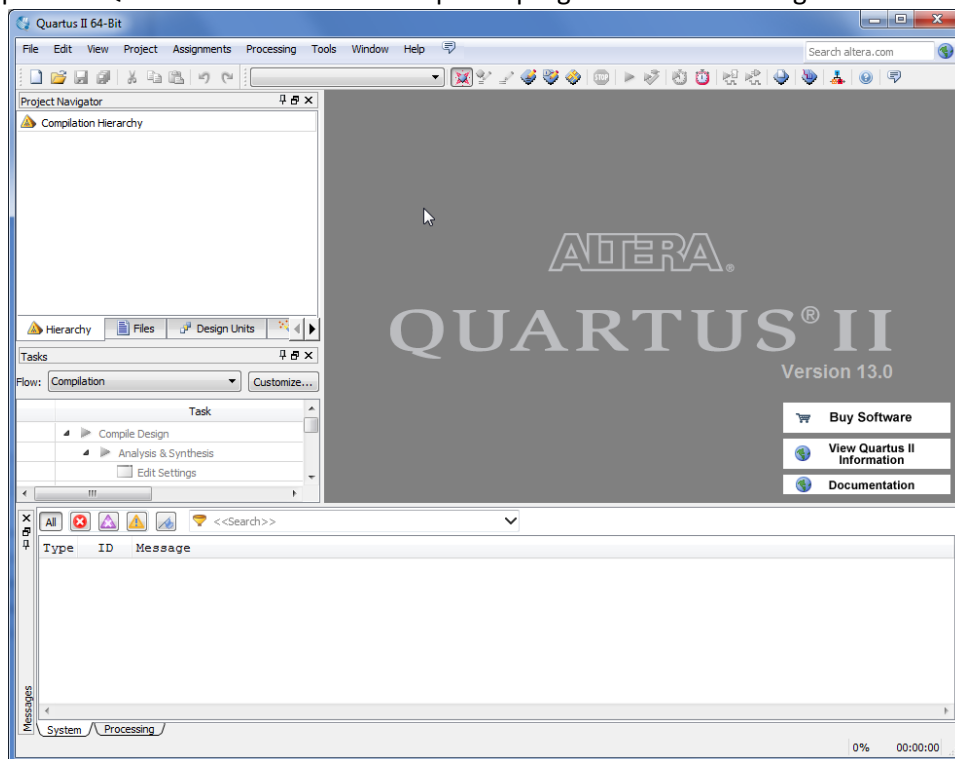 Quartus II 64-Bit
File Edit View Project Assignments Processing Tools Window Help
Search altera.com
Project Navigator
Compilation Hierarchy
Hierarchy Files Design Units
Tasks
Flow: Compilation Customize...
Task
Compile Design
Analysis & Synthesis
Edit Settings
ALTERA®
QUARTUS® II
Version 13.0
Buy Software
View Quartus II
Information
Documentation
All <<Search>>
Type ID Message
Messages
System Processing
0% 00:00:00